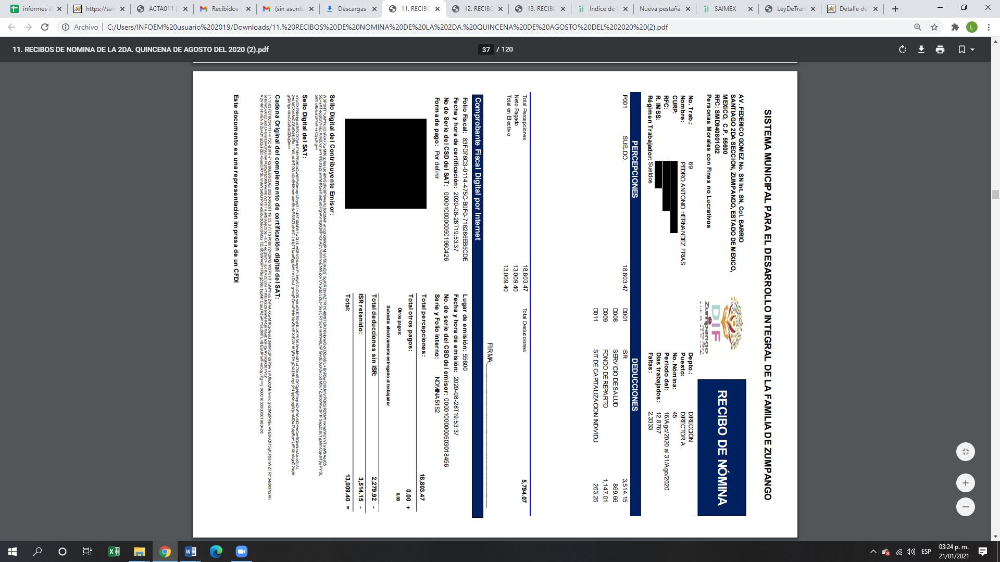 informes d
https://sain
ACTA011 (
Recibidos (
(sin asunto
Descargas
11. RECIBO
12. RECIBO
13. RECIBO
Índice de
Nueva pestaña
SAIMEX
LeyDeTran
Detalle del
Archivo
C:/Users/INFOEM%20usuario%202019/Downloads/11.%20RECIBOS%20DE%20NOMINA%20DE%20LA%202DA.%20QUINCENA%20DE%20AGOSTO%20DEL%202020%20(2).pdf
L
11. RECIBOS DE NOMINA DE LA 2DA. QUINCENA DE AGOSTO DEL 2020 (2).pdf
37 / 120
SISTEMA MUNICIPAL PARA EL DESARROLLO INTEGRAL DE LA FAMILIA DE ZUMPANGO
AV. FEDERICO GOMEZ No. SN Int. SN, Col. BARRIO
SANTIAGO 2DA SECCION, ZUMPANGO, ESTADO DE MEXICO,
MEXICO, C.P. 55600
RFC: SMD940801GI2
Personas Morales con Fines no Lucrativos
DIF
Zumpango
RECIBO DE NÓMINA
No. Trab.: 69
Nombre: PEDRO ANTONIO HERNANDEZ FRIAS
CURP:
RFC:
R. IMSS:
Régimen Trabajador: Sueldos
Depto.: DIRECCIÓN
Puesto: DIRECTOR A
No. Nómina: 45
Periodo del: 16/Ago/2020 al 31/Ago/2020
Días trabajados: 12.8767
Faltas: 2.3333
PERCEPCIONES
DEDUCCIONES
P001 SUELDO 18,803.47
D001 ISR 3,514.15
D008 SERVICIO DE SALUD 869.66
D009 FONDO DE REPARTO 1,147.01
D011 SIT DE CAPITALIZACION INDIVIDU 263.25
Total Percepciones 18,803.47
Total Deducciones 5,794.07
Neto Pagado 13,009.40
Total en Efectivo 13,009.40
FIRMA:
Comprobante Fiscal Digital por Internet
Folio Fiscal: 83FD78C3-0114-475C-B0F0-716286EB5CDE
Lugar de emisión: 55600
Fecha y hora de certificación: 2020-08-28T19:53:37
Fecha y hora de emisión: 2020-08-28T19:53:37
No de Serie del CSD del SAT: 00001000000501960426
No. de serie del CSD del emisor: 00001000000503018456
Forma de pago: Por definir
Serie y Folio interno: NOMINA 5152
Total percepciones: 18,803.47
Total otros pagos: 0.00 +
Otros pagos:
Subsidio efectivamente entregado al trabajador 0.00
Total deducciones sin ISR: 2,279.92 -
ISR retenido: 3,514.15 -
Total: 13,009.40 =
Sello Digital del Contribuyente Emisor:
Sello Digital del SAT:
Cadena Original del complemento de certificación digital del SAT:
Este documento es una representación impresa de un CFDI
ESP
03:24 p. m.
21/01/2021